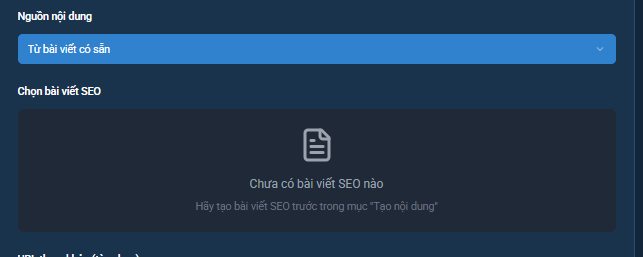 Nguồn nội dung
Từ bài viết có sẵn
Chọn bài viết SEO
Chưa có bài viết SEO nào
Hãy tạo bài viết SEO trước trong mục "Tạo nội dung"